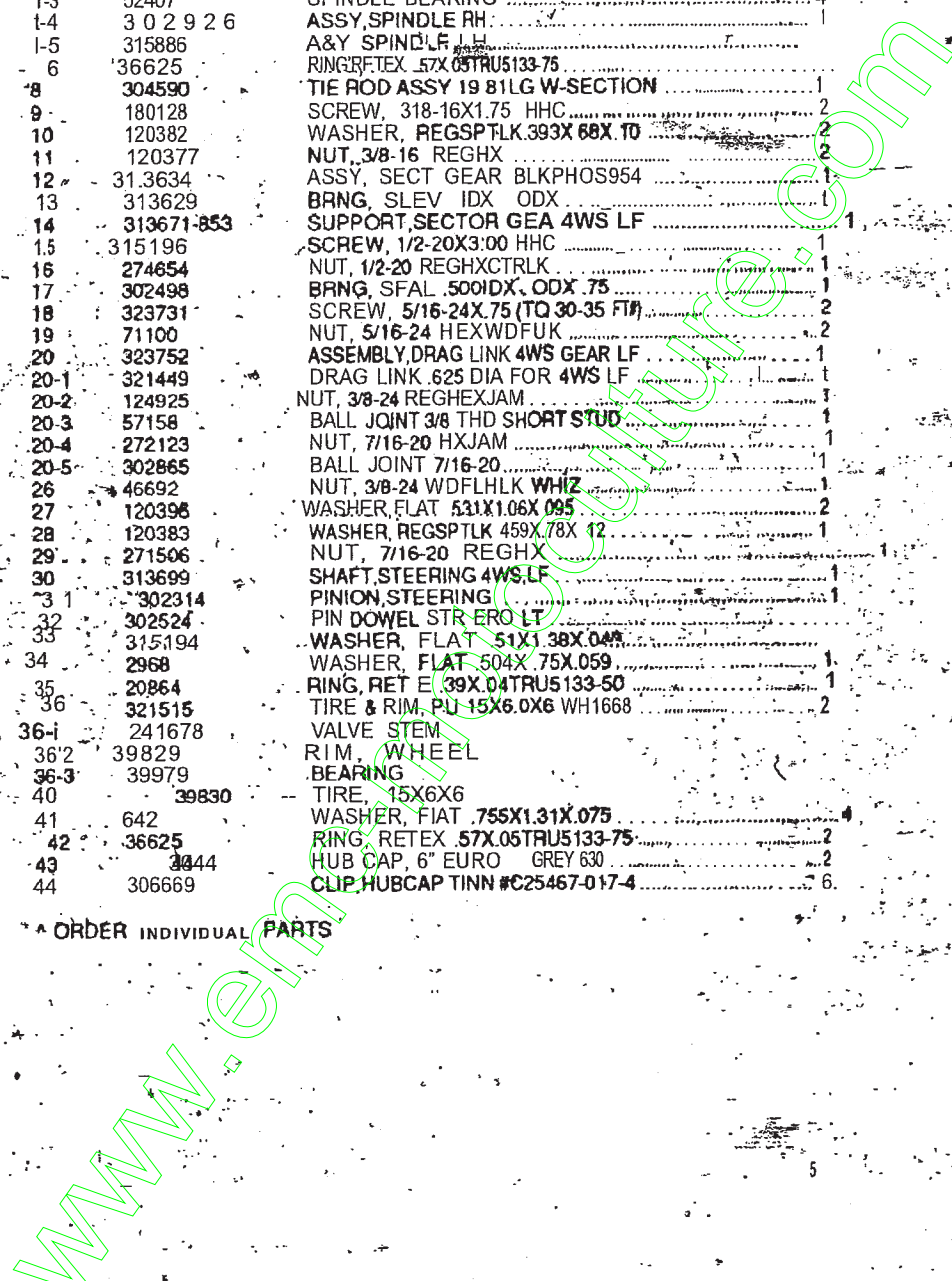 302926 ASSY,SPINDLE RH 1
I-5 315886 A&Y SPINDLE LH
6 36625 RING RETEX .57X.05TRU5133-75
8 304590 TIE ROD ASSY 19 81LG W-SECTION 1
9 180128 SCREW, 318-16X1.75 HHC 2
10 120382 WASHER, REGSPTLK.393X 68X.10 2
11 120377 NUT, 3/8-16 REGHX 2
12 31.3634 ASSY, SECT GEAR BLKPHOS954
13 313629 BRNG, SLEV IDX ODX
14 313671-853 SUPPORT,SECTOR GEA 4WS LF 1
1.5 315196 SCREW, 1/2-20X3:00 HHC 1
16 274654 NUT, 1/2-20 REGHXCTRLK 1
17 302498 BRNG, SFAL .500IDX ODX .75 1
18 323731 SCREW, 5/16-24X.75 (TQ 30-35 FT#) 2
19 71100 NUT, 5/16-24 HEXWDFUK 2
20 323752 ASSEMBLY,DRAG LINK 4WS GEAR LF 1
20-1 321449 DRAG LINK .625 DIA FOR 4WS LF
20-2 124925 NUT, 3/8-24 REGHEXJAM
20-3 57158 BALL JOINT 3/8 THD SHORT STUD 1
20-4 272123 NUT, 7/16-20 HXJAM 1
20-5 302865 BALL JOINT 7/16-20 1
26 46692 NUT, 3/8-24 WDFLHLK WHIZ 1
27 120396 WASHER,FLAT .531X1.06X.095 2
28 120383 WASHER, REGSPTLK 459X.78X 12 1
29 271506 NUT, 7/16-20 REGHX 1
30 313699 SHAFT,STEERING 4WS,LF 1
31 302314 PINION,STEERING 1
32 302524 PIN DOWEL STR ERO LT
33 315194 WASHER, FLAT 51X1.38X.049
34 2968 WASHER, FLAT .504X .75X.059 1
35 20864 RING, RET E .39X.04TRU5133-50 1
36 321515 TIRE & RIM, PU 15X6.0X6 WH1668 2
36-i 241678 VALVE STEM
36'2 39829 RIM, WHEEL
36-3 39979 BEARING
40 39830 TIRE, 15X6X6
41 642 WASHER, FIAT .755X1.31X.075 4
42 36625 RING, RETEX .57X.05TRU5133-75 2
43 HUB CAP, 6" EURO GREY 630 2
44 306669 CLIP,HUBCAP TINN #C25467-017-4 6
ORDER INDIVIDUAL PARTS
5
www.emc-motoculture.com